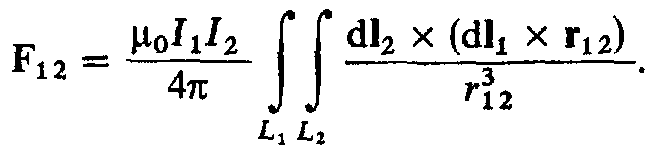 F₁₂ = μ₀I₁I₂/4π ∫_{L₁} ∫_{L₂} dl₂ × (dl₁ × r₁₂)/r₁₂³.